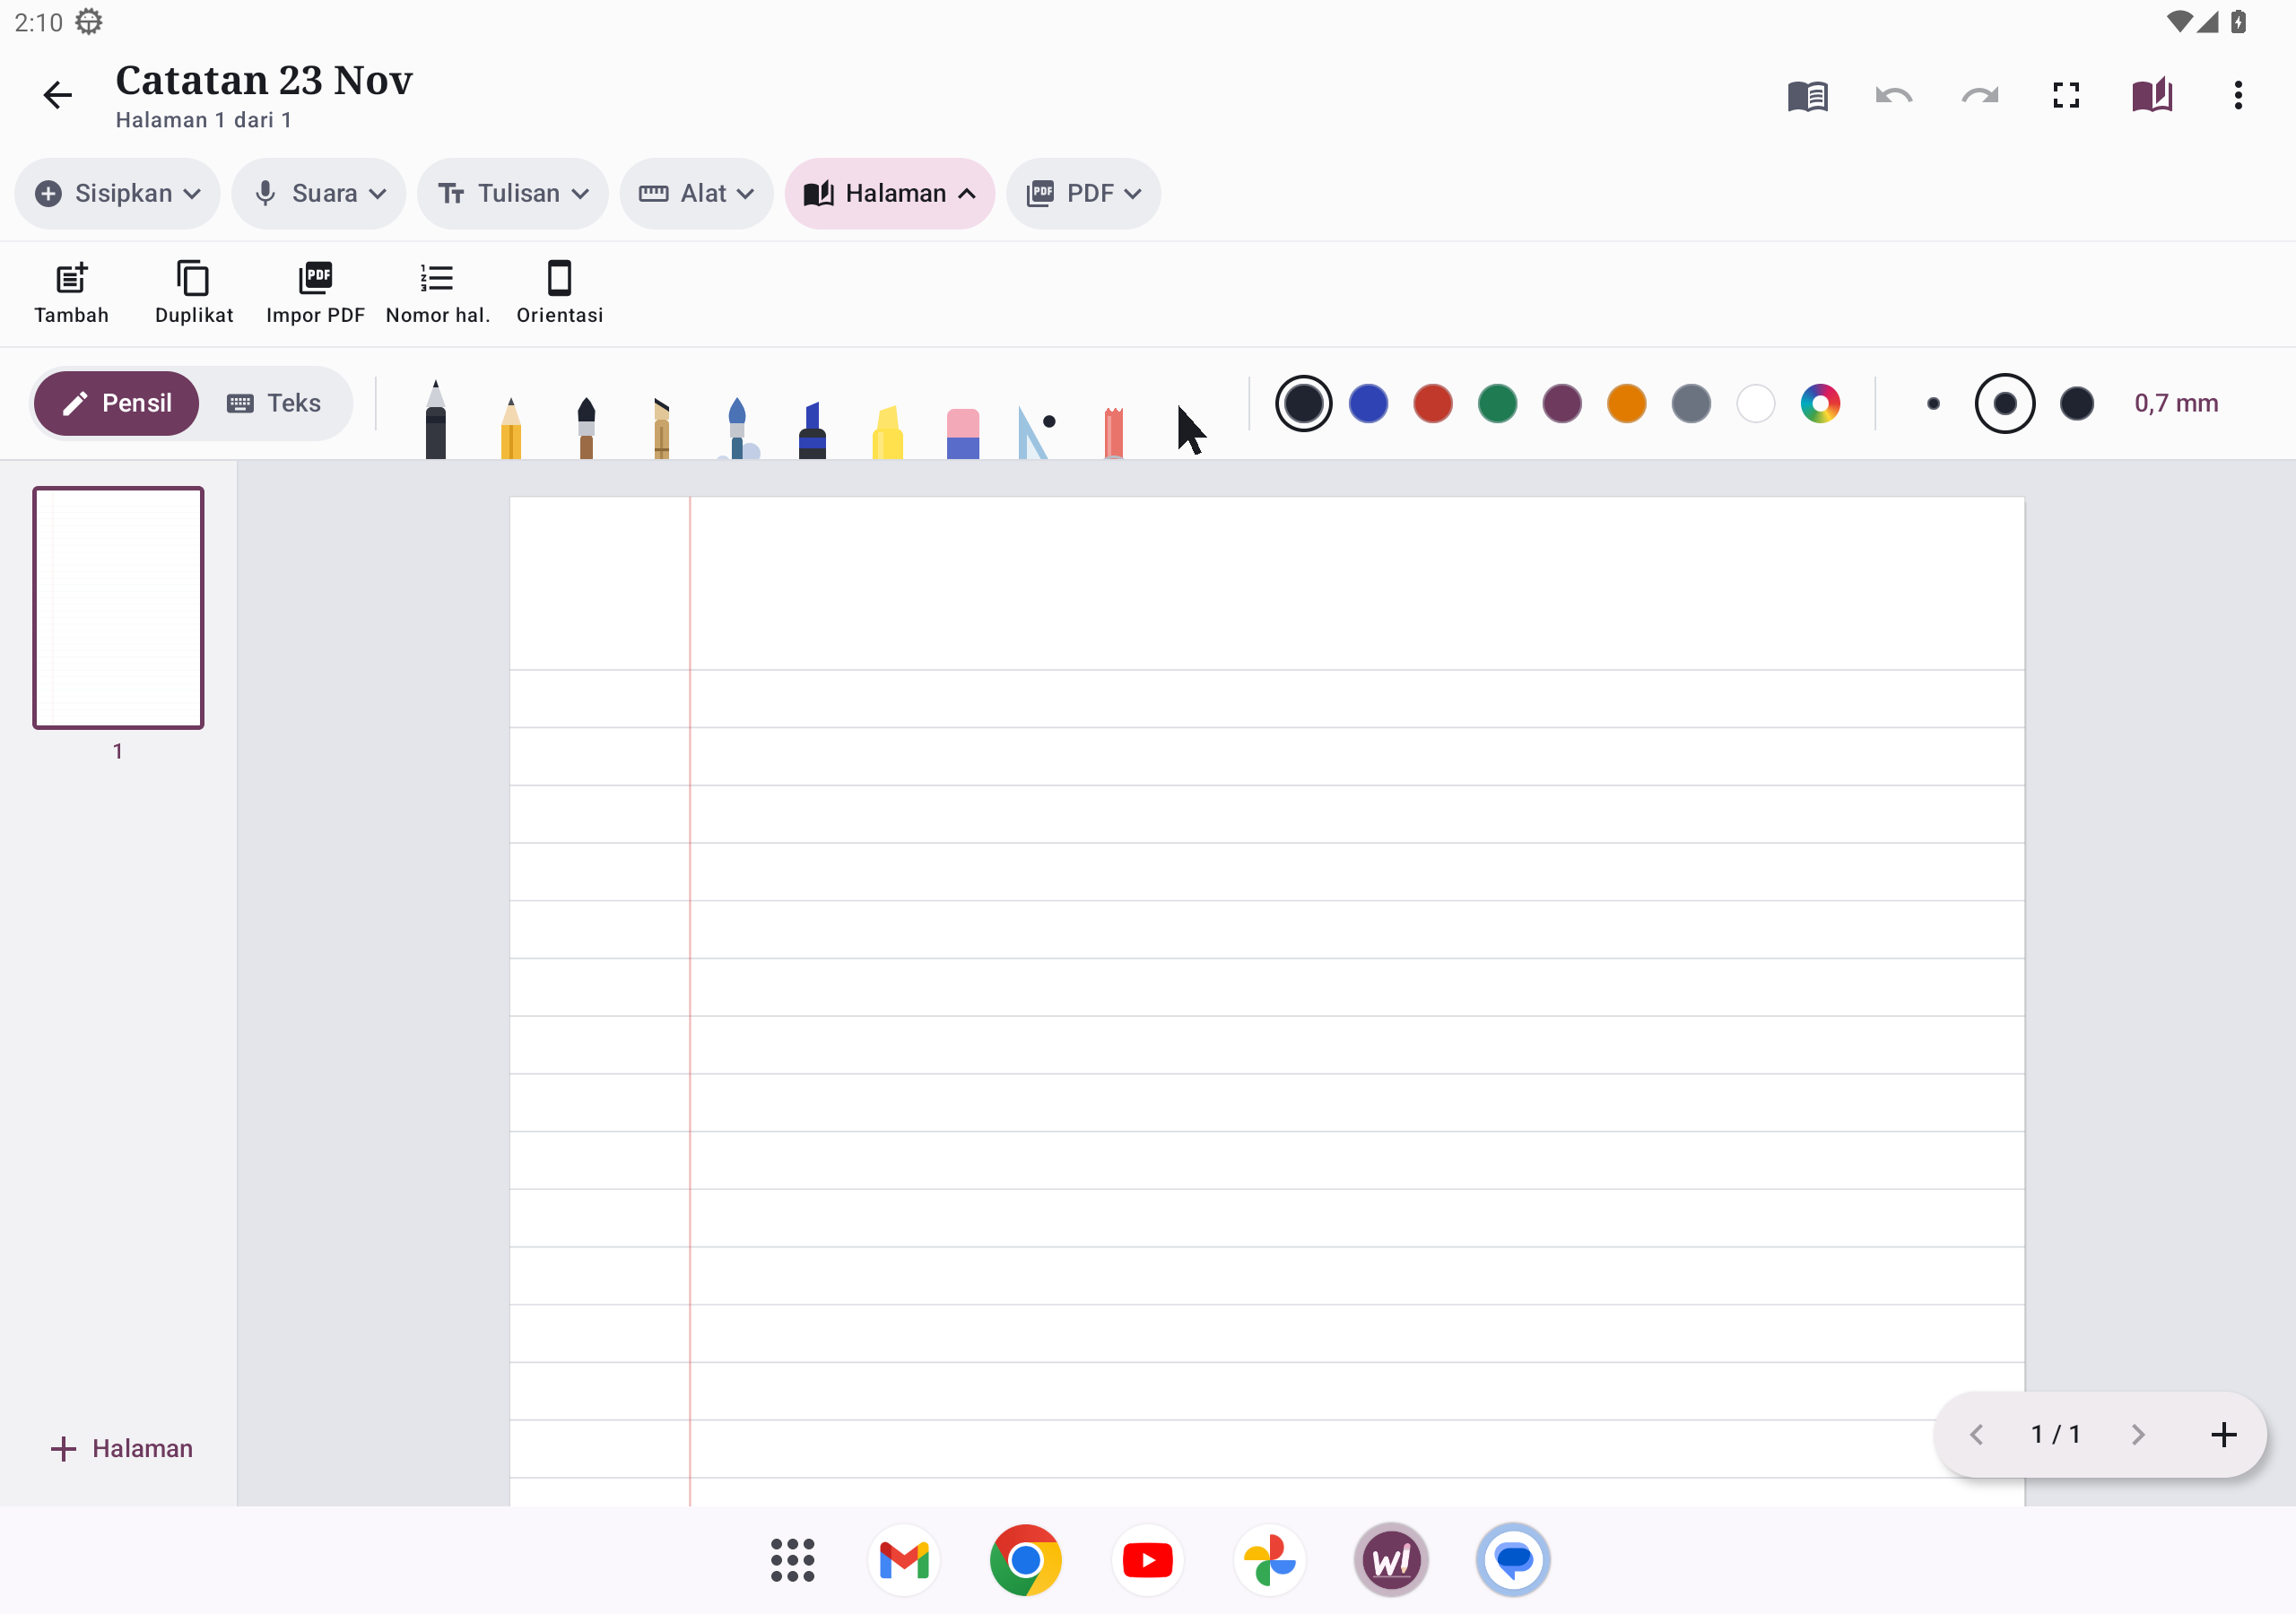 2:10
Catatan 23 Nov
Halaman 1 dari 1
Sisipkan
Suara
Tulisan
Alat
Halaman
PDF
Tambah
Duplikat
Impor PDF
Nomor hal.
Orientasi
Pensil
Teks
0,7 mm
1
Halaman
1 / 1